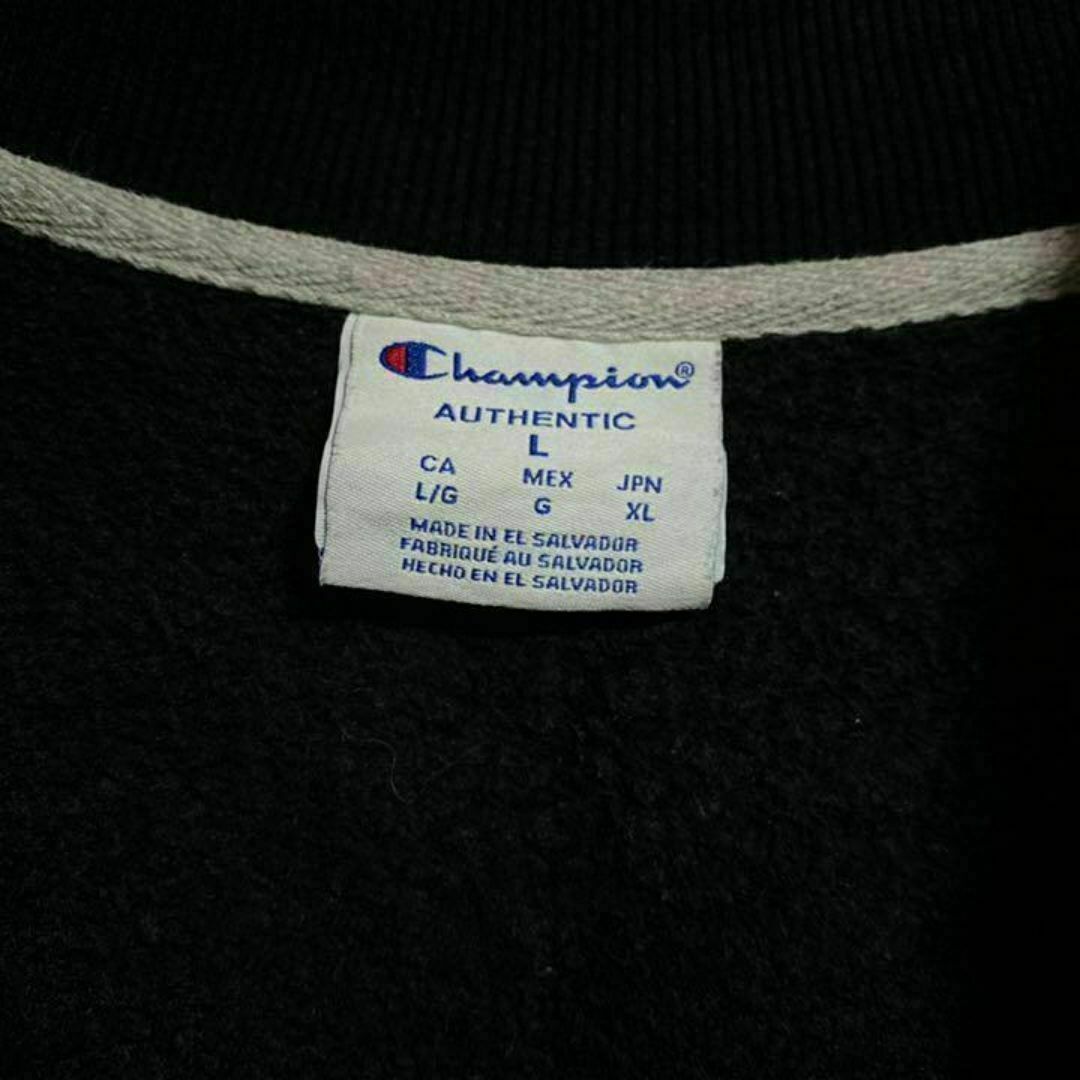 Champion®
AUTHENTIC
L
CA MEX JPN
L/G G XL
MADE IN EL SALVADOR
FABRIQUÉ AU SALVADOR
HECHO EN EL SALVADOR